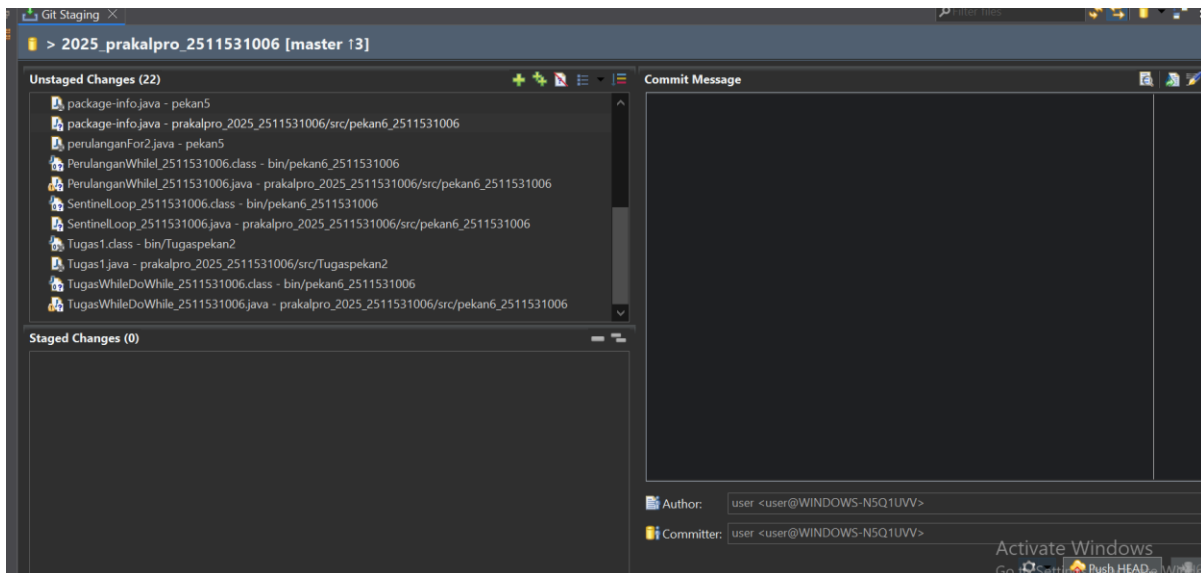 Git Staging
Filter files
> 2025_prakalpro_2511531006 [master ↑3]
Unstaged Changes (22)
package-info.java - pekan5
package-info.java - prakalpro_2025_2511531006/src/pekan6_2511531006
perulanganFor2.java - pekan5
PerulanganWhileI_2511531006.class - bin/pekan6_2511531006
PerulanganWhileI_2511531006.java - prakalpro_2025_2511531006/src/pekan6_2511531006
SentinelLoop_2511531006.class - bin/pekan6_2511531006
SentinelLoop_2511531006.java - prakalpro_2025_2511531006/src/pekan6_2511531006
Tugas1.class - bin/Tugaspekan2
Tugas1.java - prakalpro_2025_2511531006/src/Tugaspekan2
TugasWhileDoWhile_2511531006.class - bin/pekan6_2511531006
TugasWhileDoWhile_2511531006.java - prakalpro_2025_2511531006/src/pekan6_2511531006
Staged Changes (0)
Commit Message
Author: user <user@WINDOWS-N5Q1UVV>
Committer: user <user@WINDOWS-N5Q1UVV>
Activate Windows
Push HEAD...